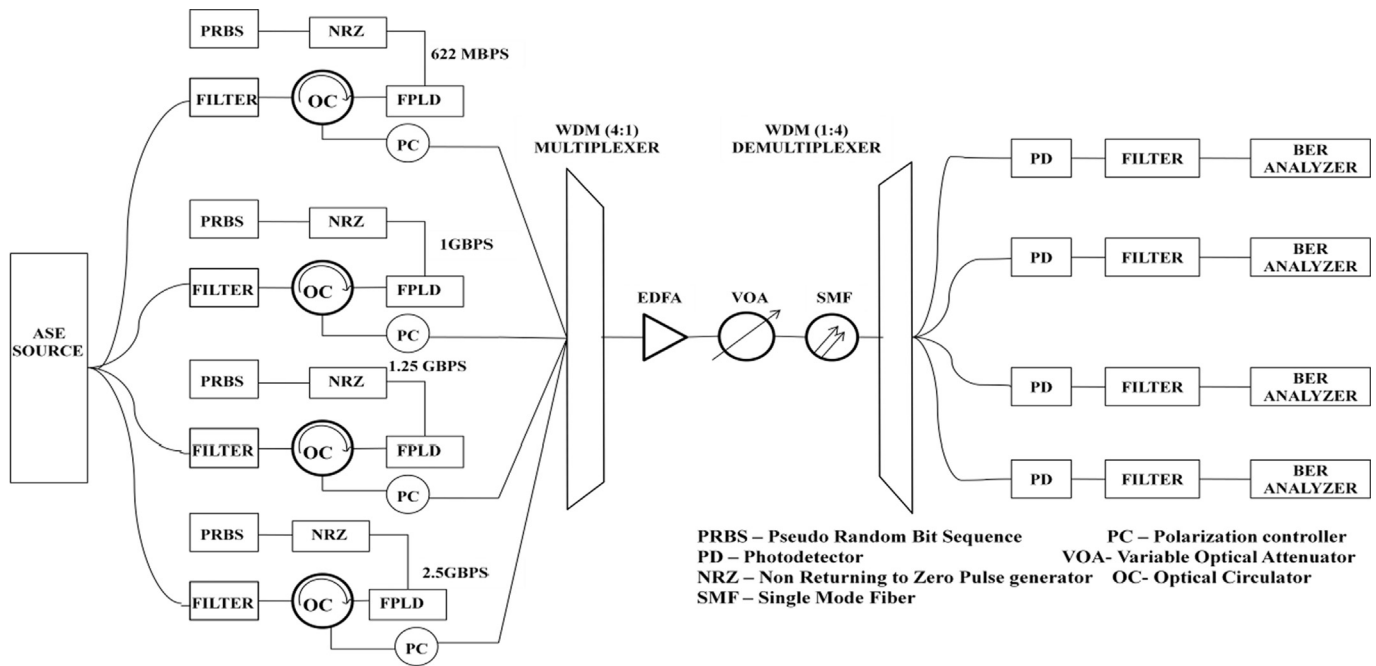 PRBS
NRZ
622 MBPS
FILTER
OC
FPLD
PC
PRBS
NRZ
1GBPS
FILTER
OC
FPLD
PC
ASE
SOURCE
1.25 GBPS
PRBS
NRZ
FILTER
OC
FPLD
PC
PRBS
NRZ
2.5GBPS
FILTER
OC
FPLD
PC
WDM (4:1)
MULTIPLEXER
EDFA
VOA
SMF
WDM (1:4)
DEMULTIPLEXER
PD
FILTER
BER
ANALYZER
PD
FILTER
BER
ANALYZER
PD
FILTER
BER
ANALYZER
PD
FILTER
BER
ANALYZER
PRBS – Pseudo Random Bit Sequence
PC – Polarization controller
PD – Photodetector
VOA- Variable Optical Attenuator
NRZ – Non Returning to Zero Pulse generator
OC- Optical Circulator
SMF – Single Mode Fiber